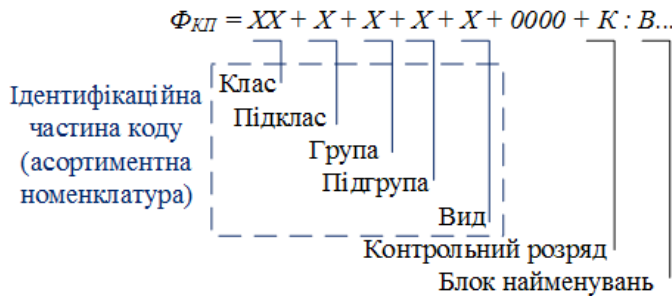 Ф_КП = XX + X + X + X + X + 0000 + К : В...
Клас
Ідентифікаційна
частина коду
(асортиментна
номенклатура)
Підклас
Група
Підгрупа
Вид
Контрольний розряд
Блок найменувань